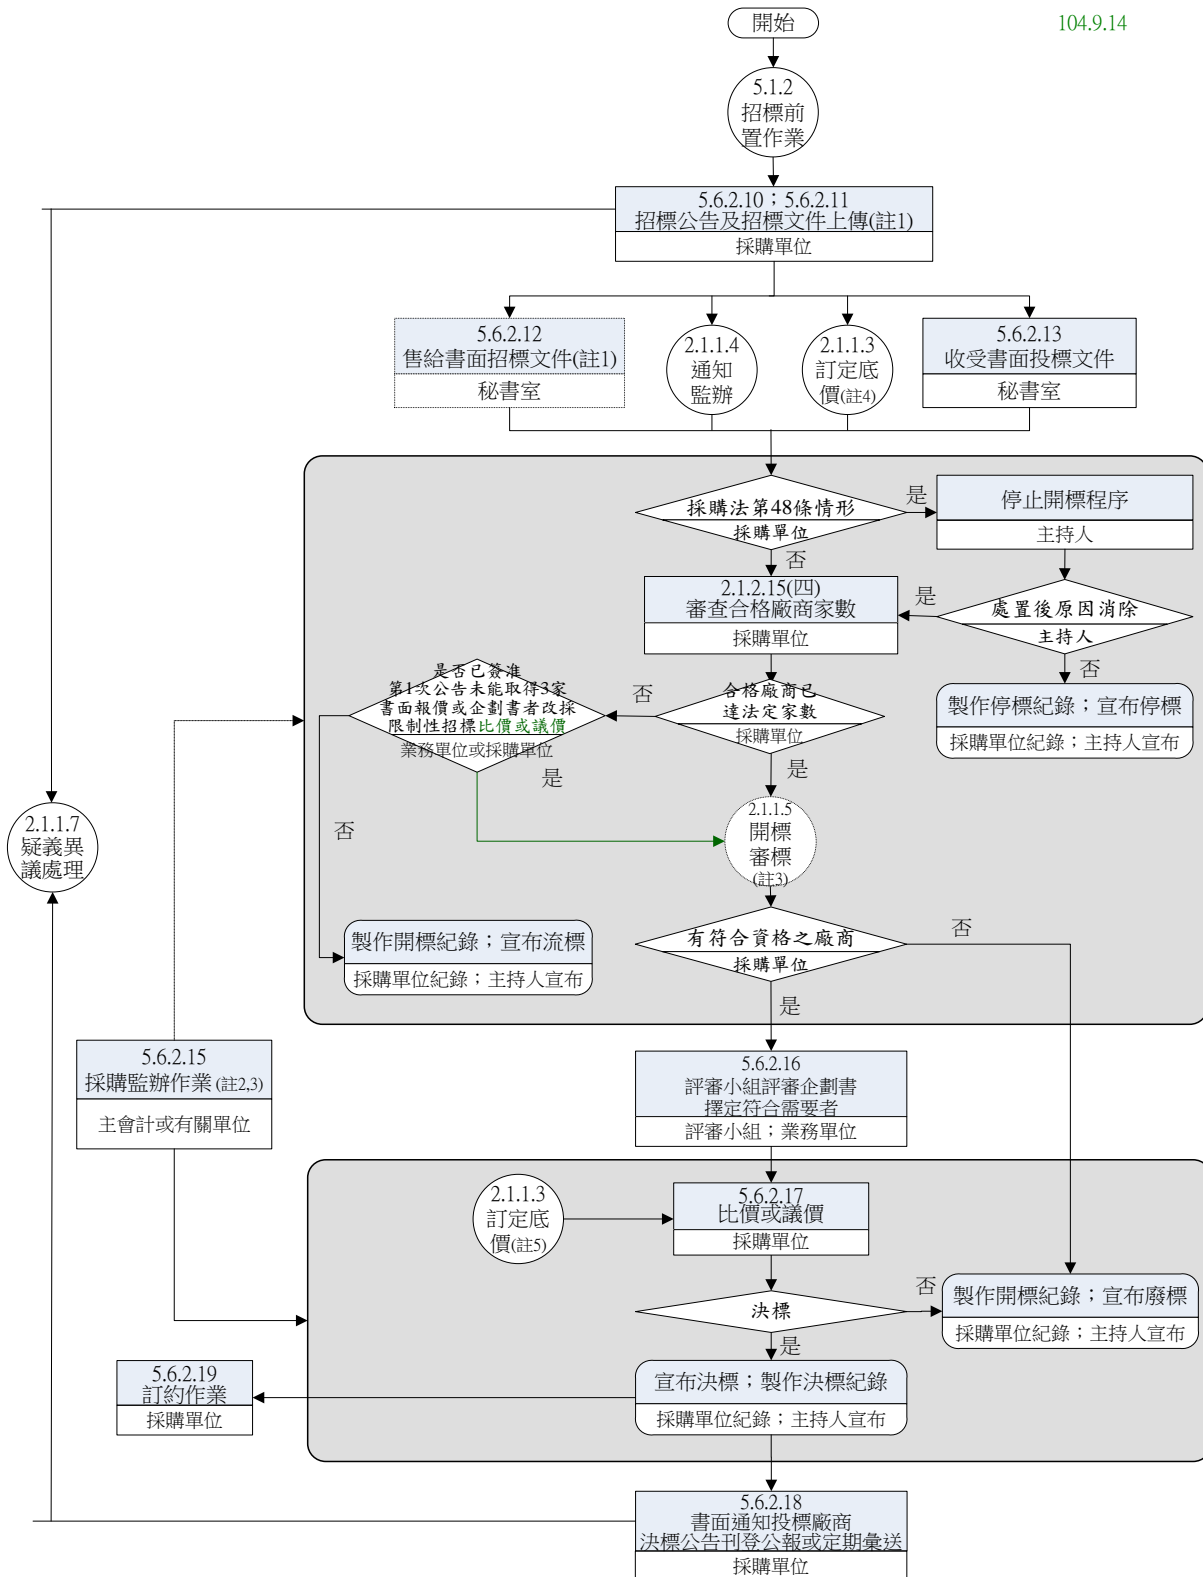 開始
104.9.14
5.1.2
招標前
置作業
5.6.2.10；5.6.2.11
招標公告及招標文件上傳(註1)
採購單位
5.6.2.12
售給書面招標文件(註1)
秘書室
2.1.1.4
通知
監辦
2.1.1.3
訂定底
價(註4)
5.6.2.13
收受書面投標文件
秘書室
採購法第48條情形
採購單位
是
否
停止開標程序
主持人
2.1.2.15(四)
審查合格廠商家數
採購單位
是
處置後原因消除
主持人
否
是否已簽准
第1次公告未能取得3家
書面報價或企劃書者改採
限制性招標比價或議價
業務單位或採購單位
否
合格廠商已
達法定家數
採購單位
製作停標紀錄；宣布停標
採購單位紀錄；主持人宣布
是
是
否
2.1.1.5
開標
審標
(註3)
2.1.1.7
疑義異
議處理
製作開標紀錄；宣布流標
採購單位紀錄；主持人宣布
有符合資格之廠商
採購單位
否
是
5.6.2.15
採購監辦作業(註2,3)
主會計或有關單位
5.6.2.16
評審小組評審企劃書
擇定符合需要者
評審小組；業務單位
2.1.1.3
訂定底
價(註5)
5.6.2.17
比價或議價
採購單位
決標
否
是
製作開標紀錄；宣布廢標
採購單位紀錄；主持人宣布
5.6.2.19
訂約作業
採購單位
宣布決標；製作決標紀錄
採購單位紀錄；主持人宣布
5.6.2.18
書面通知投標廠商
決標公告刊登公報或定期彙送
採購單位